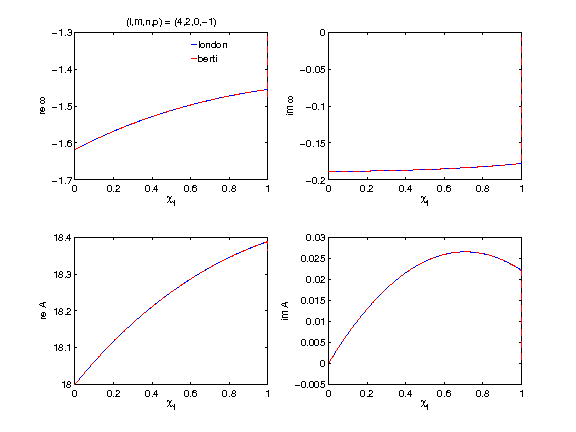 (l,m,n,p) = (4,2,0,−1)
−1.3
−1.4
−1.5
−1.6
−1.7
re ω
london
berti
0 0.2 0.4 0.6 0.8 1
χf
0
−0.05
−0.1
−0.15
−0.2
im ω
0 0.2 0.4 0.6 0.8 1
χf
18.4
18.3
18.2
18.1
18
re A
0 0.2 0.4 0.6 0.8 1
χf
0.03
0.025
0.02
0.015
0.01
0.005
0
−0.005
im A
0 0.2 0.4 0.6 0.8 1
χf